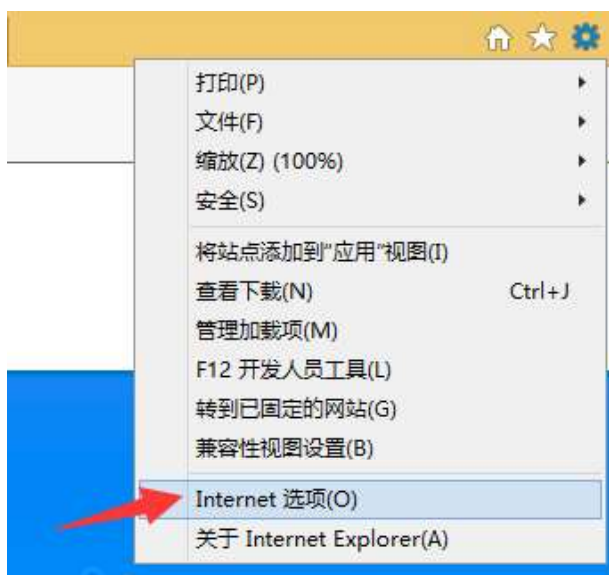 打印(P)
文件(F)
缩放(Z) (100%)
安全(S)
将站点添加到"应用"视图(I)
查看下载(N) Ctrl+J
管理加载项(M)
F12 开发人员工具(L)
转到已固定的网站(G)
兼容性视图设置(B)
Internet 选项(O)
关于 Internet Explorer(A)